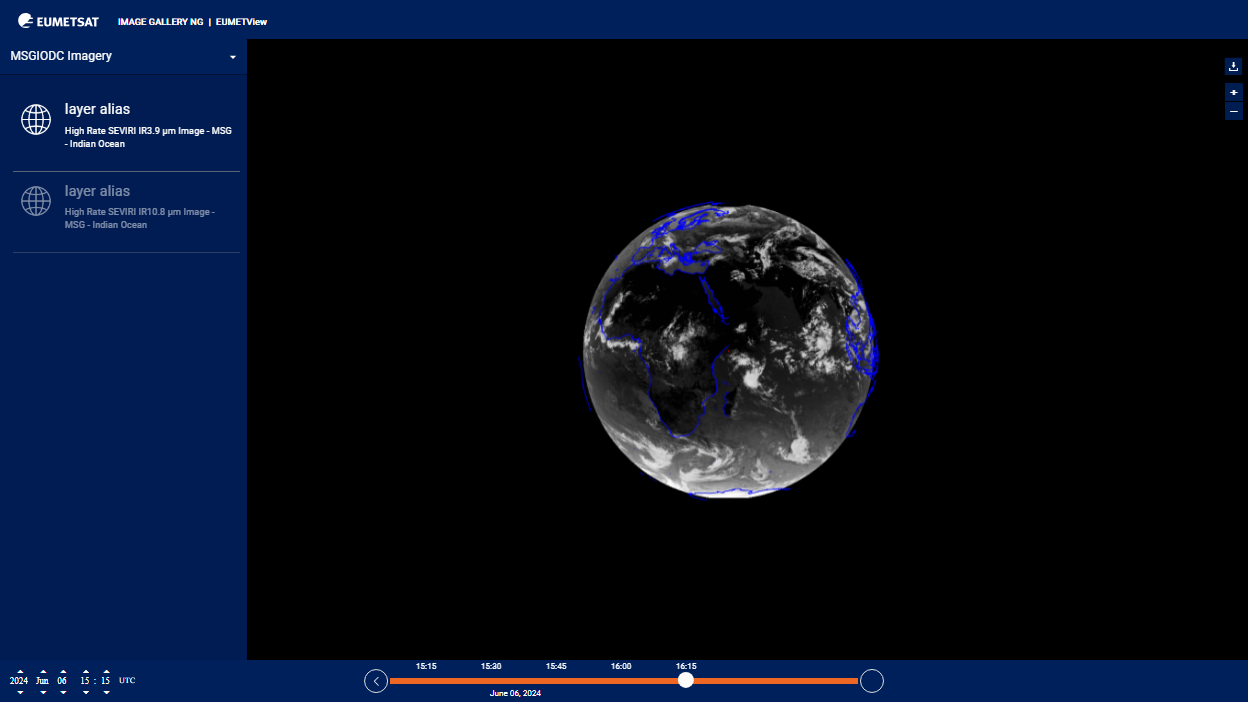 EUMETSAT
IMAGE GALLERY NG | EUMETView
MSGIODC Imagery
layer alias
High Rate SEVIRI IR3.9 µm Image - MSG
- Indian Ocean
layer alias
High Rate SEVIRI IR10.8 µm Image -
MSG - Indian Ocean
15:15 15:30 15:45 16:00 16:15
2024 Jun 06 15 : 15 UTC
June 06, 2024